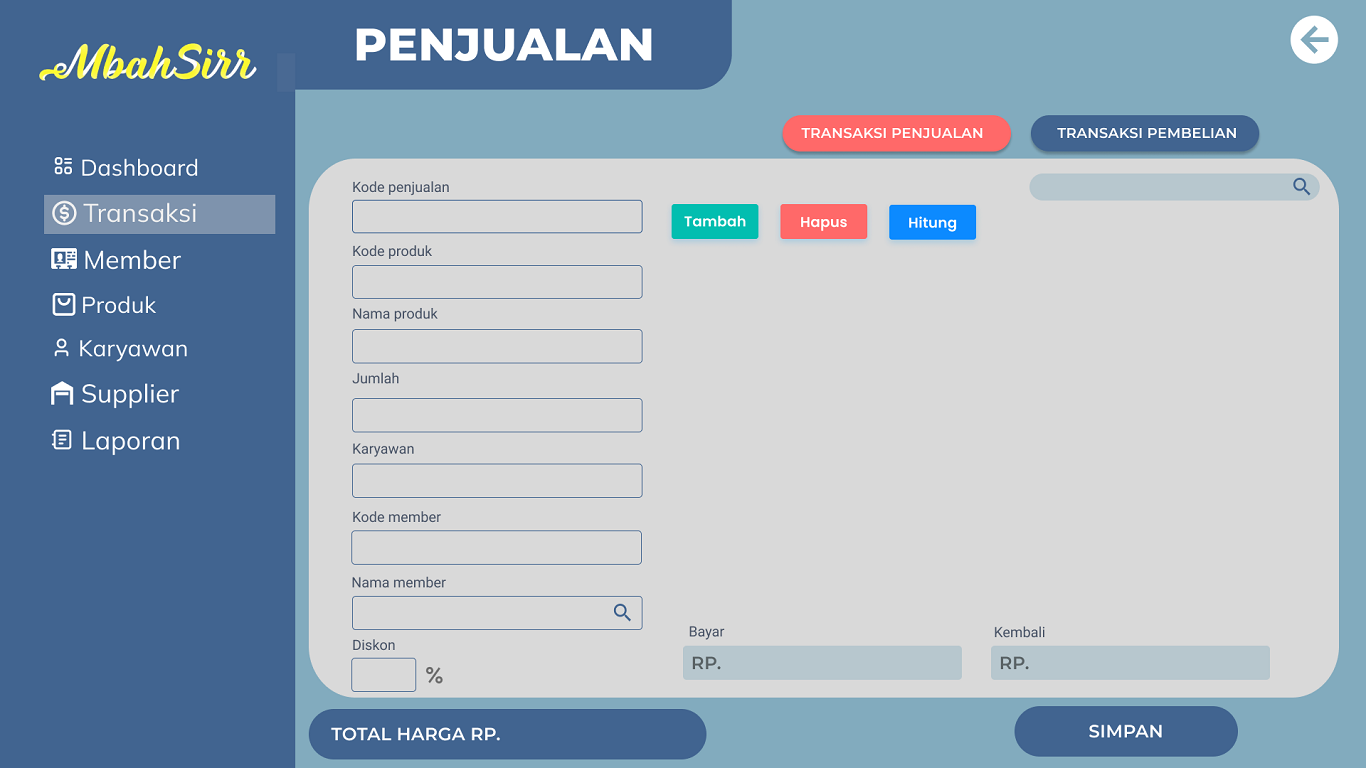 MbahSirr
PENJUALAN
Dashboard
Transaksi
Member
Produk
Karyawan
Supplier
Laporan
TRANSAKSI PENJUALAN
TRANSAKSI PEMBELIAN
Kode penjualan
Tambah
Hapus
Hitung
Kode produk
Nama produk
Jumlah
Karyawan
Kode member
Nama member
Diskon
%
Bayar
RP.
Kembali
RP.
TOTAL HARGA RP.
SIMPAN